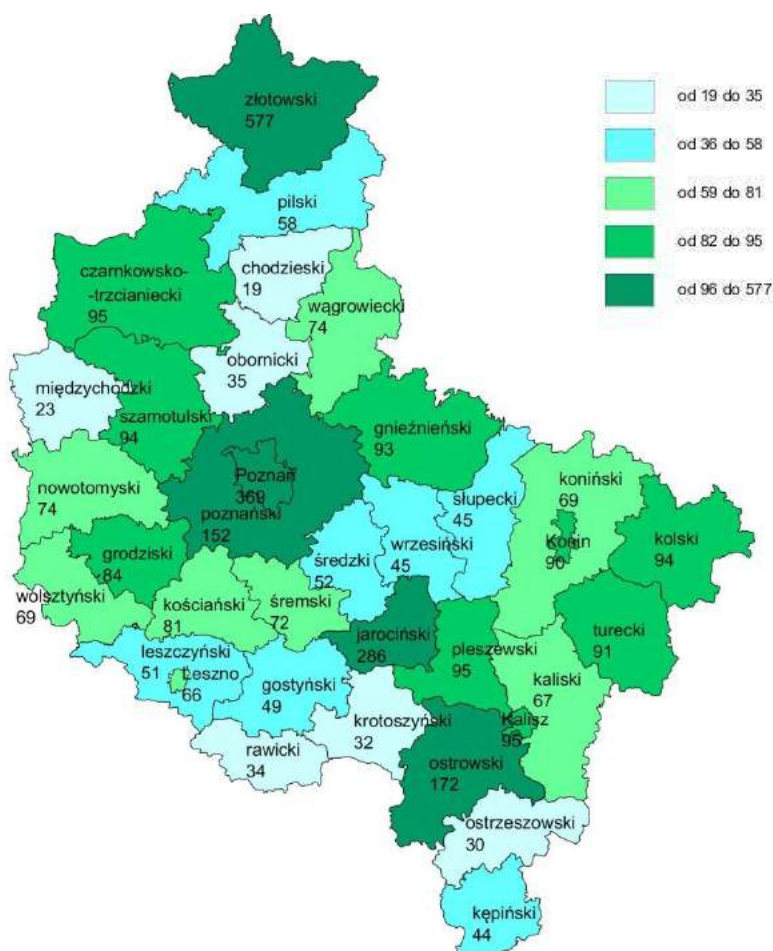 złotowski
577
od 19 do 35
od 36 do 58
od 59 do 81
od 82 do 95
od 96 do 577
pilski
58
chodzieski
19
czarnkowsko-
-trzcianecki
95
wągrowiecki
74
obornicki
35
międzychodzki
23
szamotulski
94
gnieźnieński
93
nowotomyski
74
Poznań
369
poznański
152
słupecki
45
koniński
69
Konin
90
kolski
94
grodziski
84
średzki
52
wrzesiński
45
wolsztyński
69
kościański
81
śremski
72
jarociński
286
pleszewski
95
turecki
91
leszczyński
51
Leszno
66
gostyński
49
kaliski
67
krotoszyński
32
Kalisz
95
rawicki
34
ostrowski
172
ostrzeszowski
30
kępiński
44